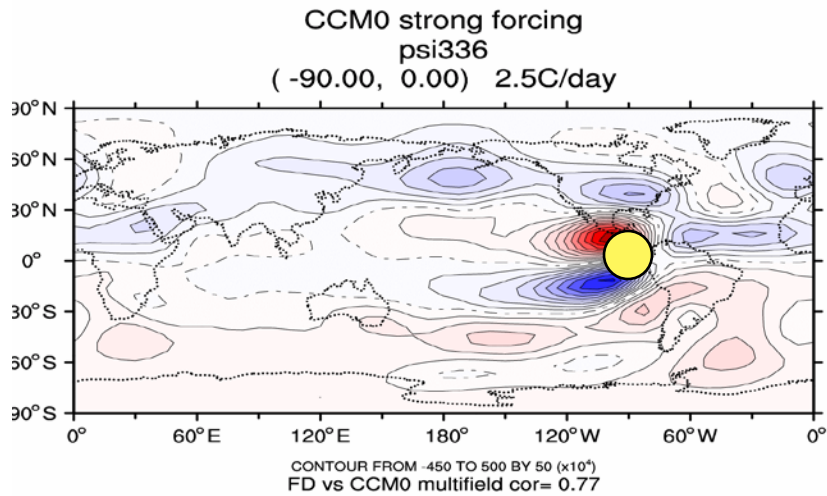 CCM0 strong forcing
psi336
( -90.00, 0.00) 2.5C/day
90°N
60°N
30°N
0°
30°S
60°S
90°S
0° 60°E 120°E 180° 120°W 60°W 0°
CONTOUR FROM -450 TO 500 BY 50 (x10⁴)
FD vs CCM0 multifield cor= 0.77